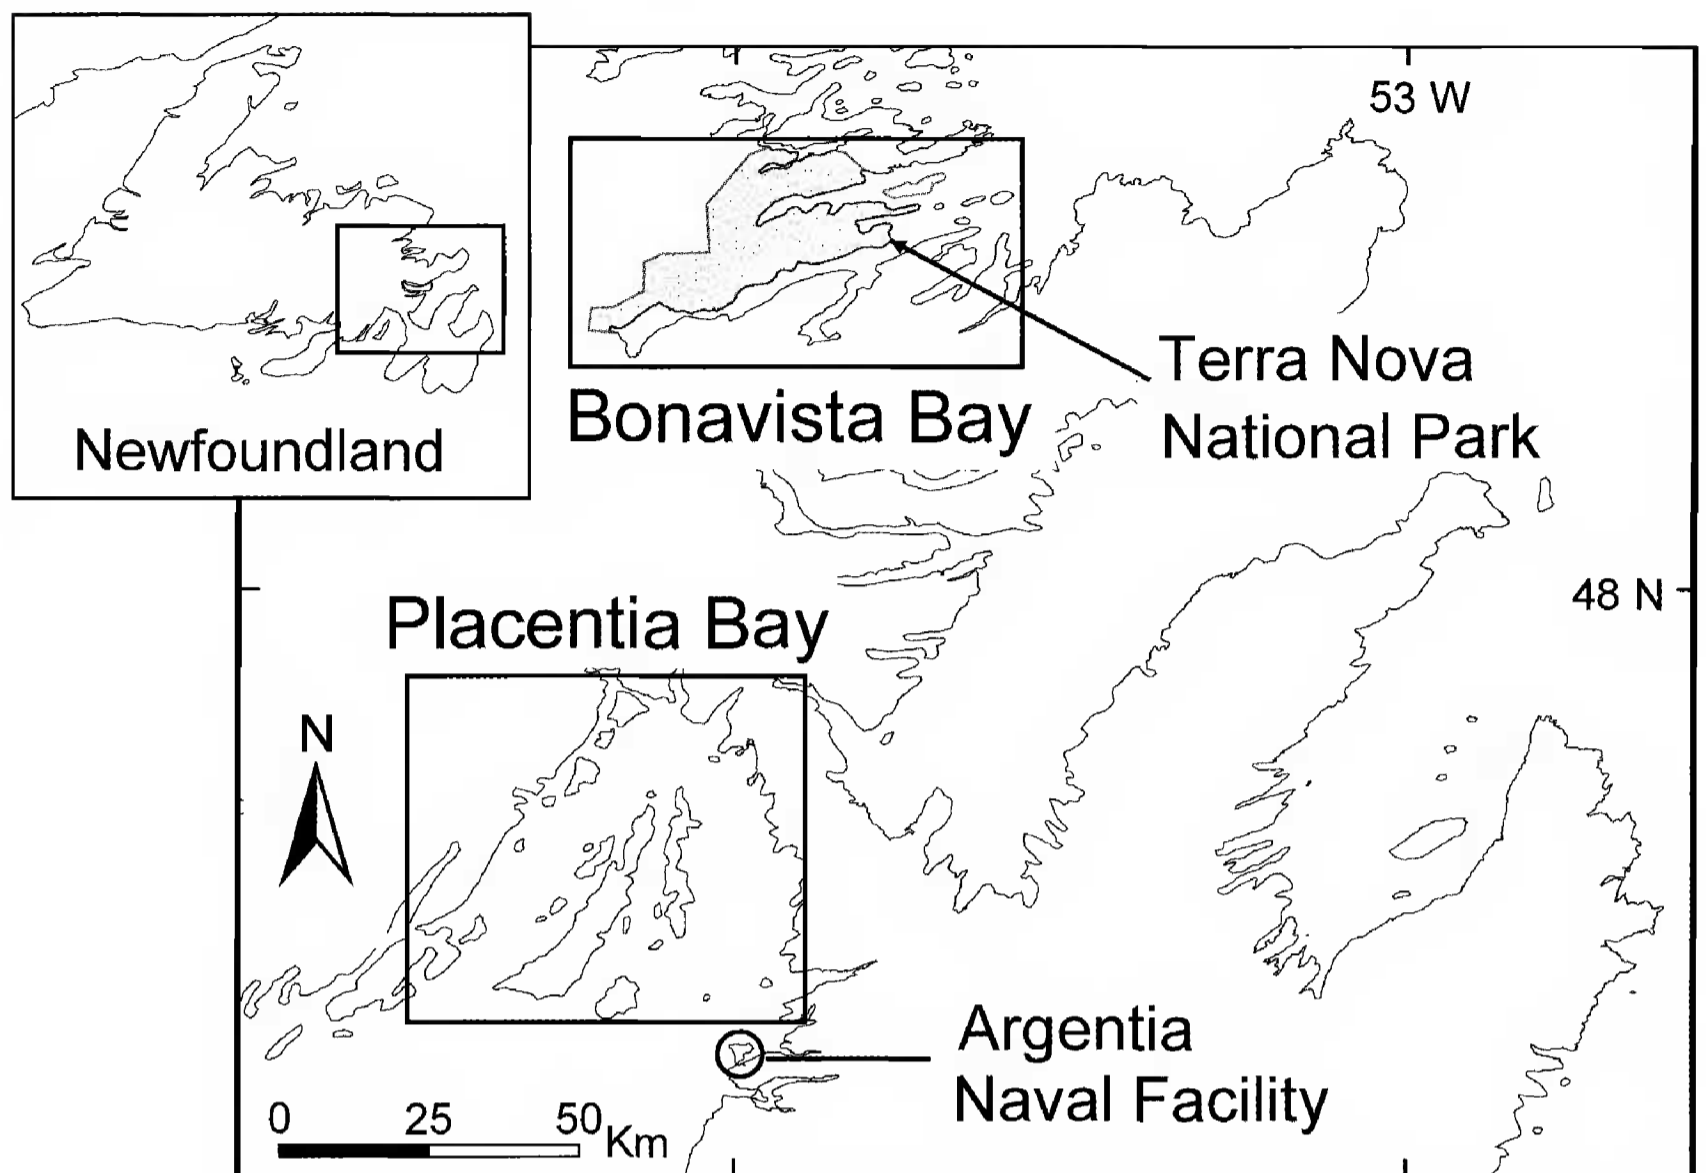 53 W
Newfoundland
Bonavista Bay
Terra Nova
National Park
48 N
Placentia Bay
N
Argentia
Naval Facility
0 25 50 Km